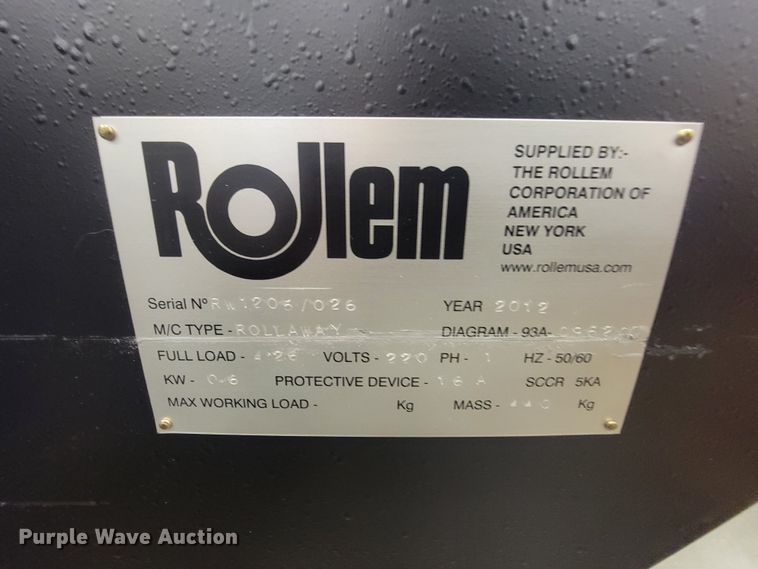 Rollem
SUPPLIED BY:-
THE ROLLEM
CORPORATION OF
AMERICA
NEW YORK
USA
www.rollemusa.com
Serial Nº RW1206/026 YEAR 2012
M/C TYPE - ROLLAWAY DIAGRAM - 93A-
FULL LOAD - 4.26 VOLTS - 220 PH - 1 HZ - 50/60
KW - 0.6 PROTECTIVE DEVICE - 16 A SCCR 5KA
MAX WORKING LOAD - Kg MASS - Kg
Purple Wave Auction